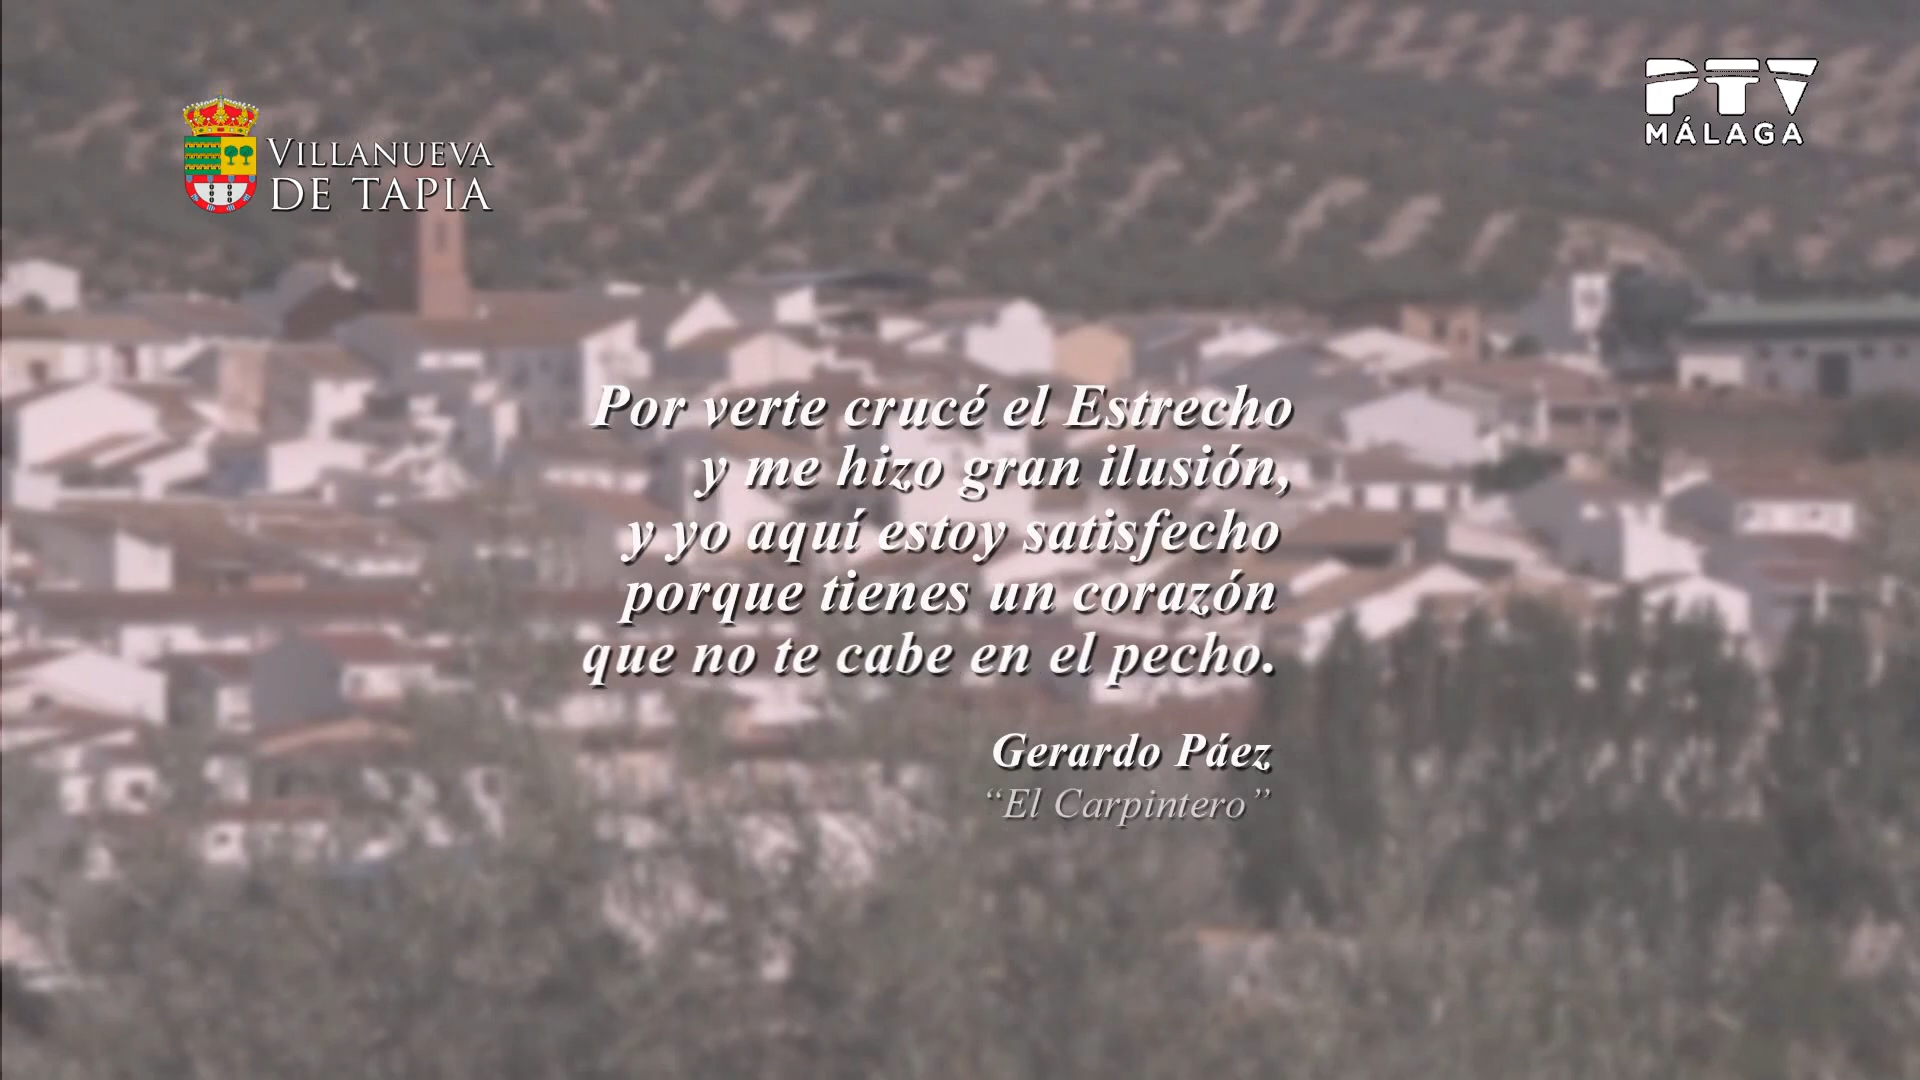 VILLANUEVA
DE TAPIA
PTV
MÁLAGA
Por verte crucé el Estrecho
y me hizo gran ilusión,
y yo aquí estoy satisfecho
porque tienes un corazón
que no te cabe en el pecho.
Gerardo Páez
“El Carpintero”